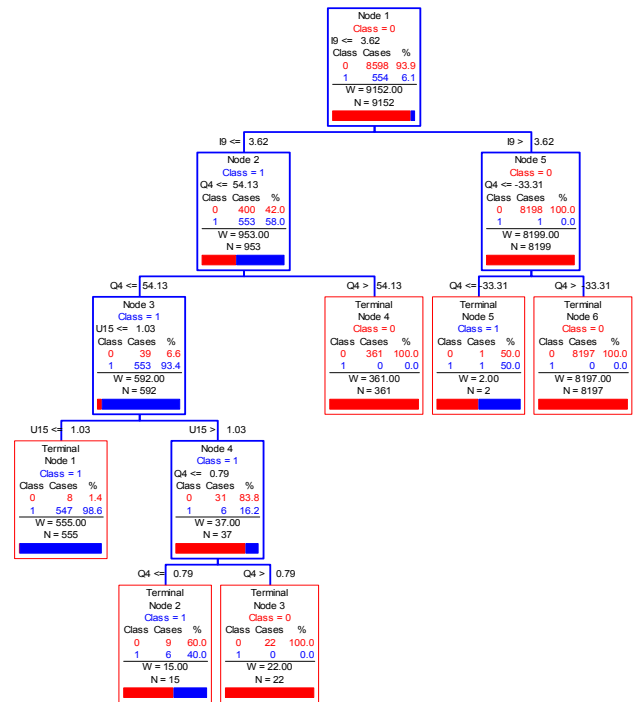 Node 1
Class = 0
I9 <= 3.62
Class Cases %
0 8598 93.9
1 554 6.1
W = 9152.00
N = 9152
I9 <= 3.62
I9 > 3.62
Node 2
Class = 1
Q4 <= 54.13
Class Cases %
0 400 42.0
1 553 58.0
W = 953.00
N = 953
Node 5
Class = 0
Q4 <= -33.31
Class Cases %
0 8198 100.0
1 1 0.0
W = 8199.00
N = 8199
Q4 <= 54.13
Q4 > 54.13
Q4 <= -33.31
Q4 > -33.31
Node 3
Class = 1
U15 <= 1.03
Class Cases %
0 39 6.6
1 553 93.4
W = 592.00
N = 592
Terminal
Node 4
Class = 0
Class Cases %
0 361 100.0
1 0 0.0
W = 361.00
N = 361
Terminal
Node 5
Class = 1
Class Cases %
0 1 50.0
1 1 50.0
W = 2.00
N = 2
Terminal
Node 6
Class = 0
Class Cases %
0 8197 100.0
1 0 0.0
W = 8197.00
N = 8197
U15 <= 1.03
U15 > 1.03
Terminal
Node 1
Class = 1
Class Cases %
0 8 1.4
1 547 98.6
W = 555.00
N = 555
Node 4
Class = 1
Q4 <= 0.79
Class Cases %
0 31 83.8
1 6 16.2
W = 37.00
N = 37
Q4 <= 0.79
Q4 > 0.79
Terminal
Node 2
Class = 1
Class Cases %
0 9 60.0
1 6 40.0
W = 15.00
N = 15
Terminal
Node 3
Class = 0
Class Cases %
0 22 100.0
1 0 0.0
W = 22.00
N = 22